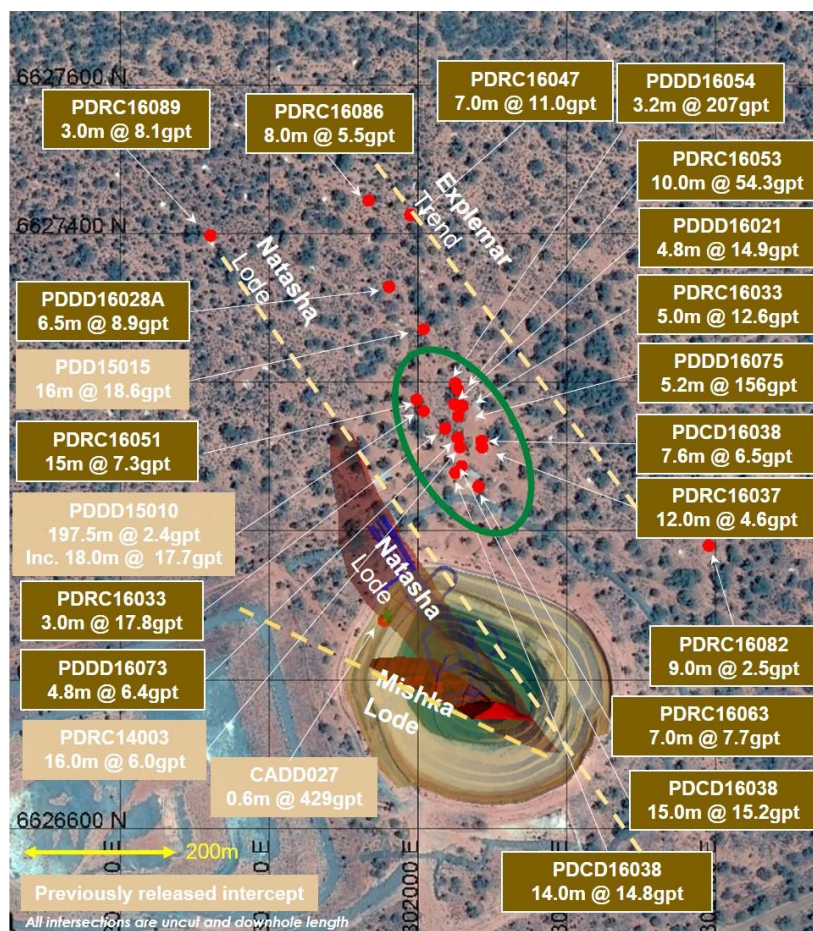 6627600 N
PDRC16089
3.0m @ 8.1gpt
PDRC16086
8.0m @ 5.5gpt
PDRC16047
7.0m @ 11.0gpt
PDDD16054
3.2m @ 207gpt
PDRC16053
10.0m @ 54.3gpt
6627400 N
Natasha
Lode
Explemar
Trend
PDDD16021
4.8m @ 14.9gpt
PDDD16028A
6.5m @ 8.9gpt
PDRC16033
5.0m @ 12.6gpt
PDD15015
16m @ 18.6gpt
PDDD16075
5.2m @ 156gpt
PDRC16051
15m @ 7.3gpt
PDCD16038
7.6m @ 6.5gpt
PDDD15010
197.5m @ 2.4gpt
Inc. 18.0m @ 17.7gpt
PDRC16037
12.0m @ 4.6gpt
Natasha
Lode
PDRC16033
3.0m @ 17.8gpt
PDDD16073
4.8m @ 6.4gpt
PDRC16082
9.0m @ 2.5gpt
Mishka
Lode
PDRC14003
16.0m @ 6.0gpt
PDRC16063
7.0m @ 7.7gpt
CADD027
0.6m @ 429gpt
PDCD16038
15.0m @ 15.2gpt
6626600 N
200m
PDCD16038
14.0m @ 14.8gpt
Previously released intercept
All intersections are uncut and downhole length